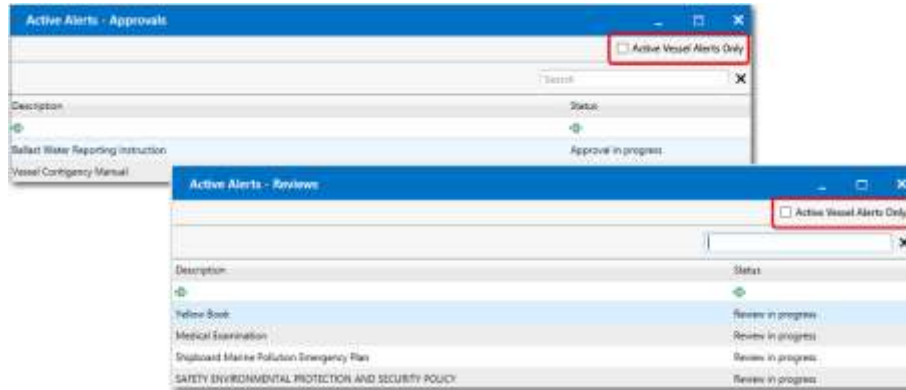 Active Alerts - Approvals
Active Vessel Alerts Only
Search
Description Status
Ballast Water Reporting Instruction Approval in progress
Vessel Contigency Manual
Active Alerts - Reviews
Active Vessel Alerts Only
Description Status
Yellow Book Review in progress
Medical Examination Review in progress
Shipboard Marine Pollution Emergency Plan Review in progress
SAFETY ENVIRONMENTAL PROTECTION AND SECURITY POLICY Review in progress